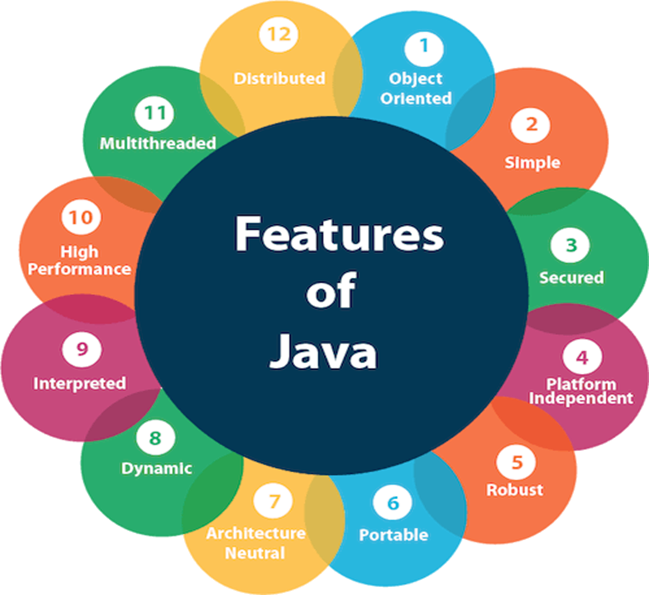 Features
of
Java
1
Object
Oriented
2
Simple
3
Secured
4
Platform
Independent
5
Robust
6
Portable
7
Architecture
Neutral
8
Dynamic
9
Interpreted
10
High
Performance
11
Multithreaded
12
Distributed